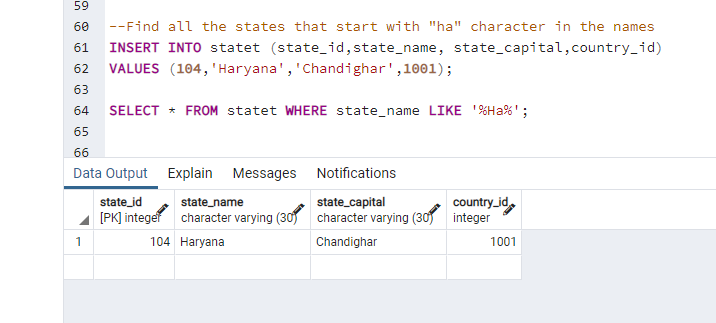 59
60 --Find all the states that start with "ha" character in the names
61 INSERT INTO statet (state_id,state_name, state_capital,country_id)
62 VALUES (104,'Haryana','Chandighar',1001);
63
64 SELECT * FROM statet WHERE state_name LIKE '%Ha%';
65
66
Data Output Explain Messages Notifications
state_id state_name state_capital country_id
[PK] integer character varying (30) character varying (30) integer
1 104 Haryana Chandighar 1001